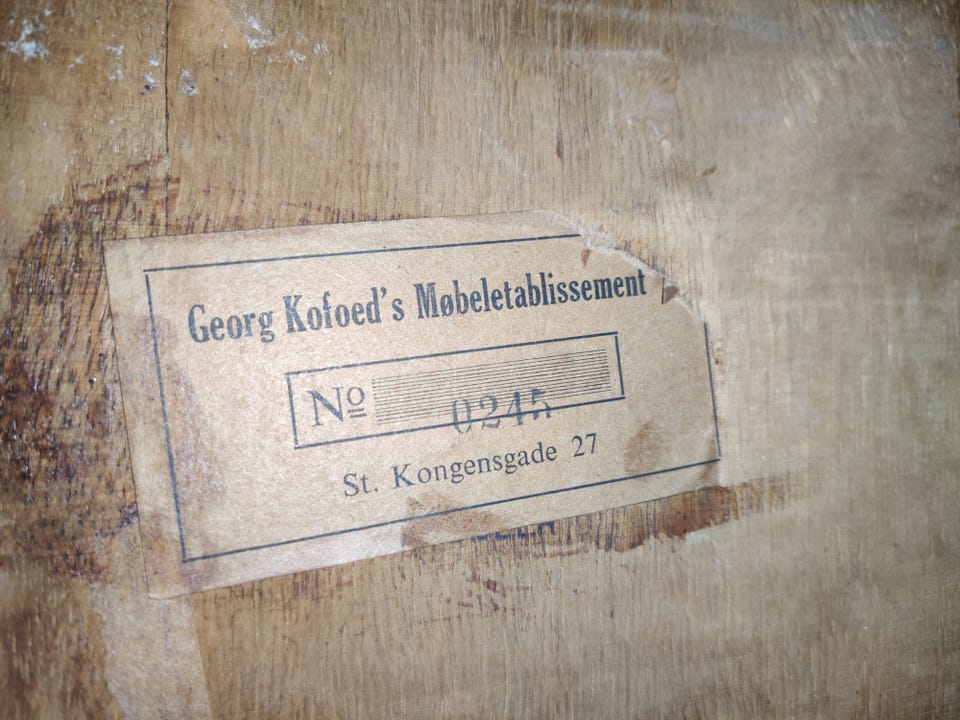 Georg Kofoed's Møbeletablissement
No 0245
St. Kongensgade 27